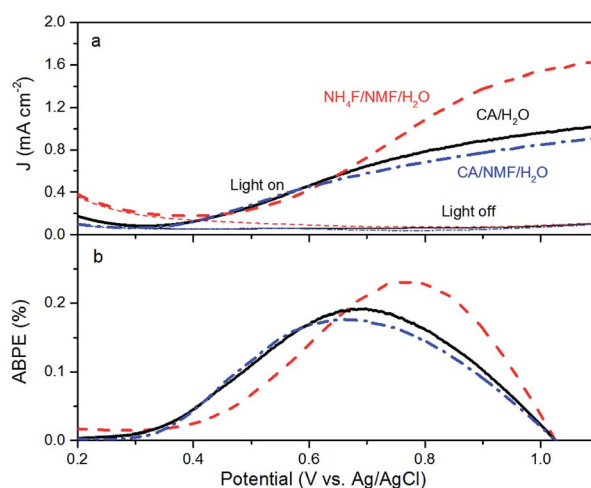 2.0
a
1.6
NH₄F/NMF/H₂O
CA/H₂O
1.2
J (mA cm⁻²)
0.8
CA/NMF/H₂O
Light on
0.4
Light off
0.0
b
ABPE (%)
0.2
0.1
0.0
0.2 0.4 0.6 0.8 1.0
Potential (V vs. Ag/AgCl)